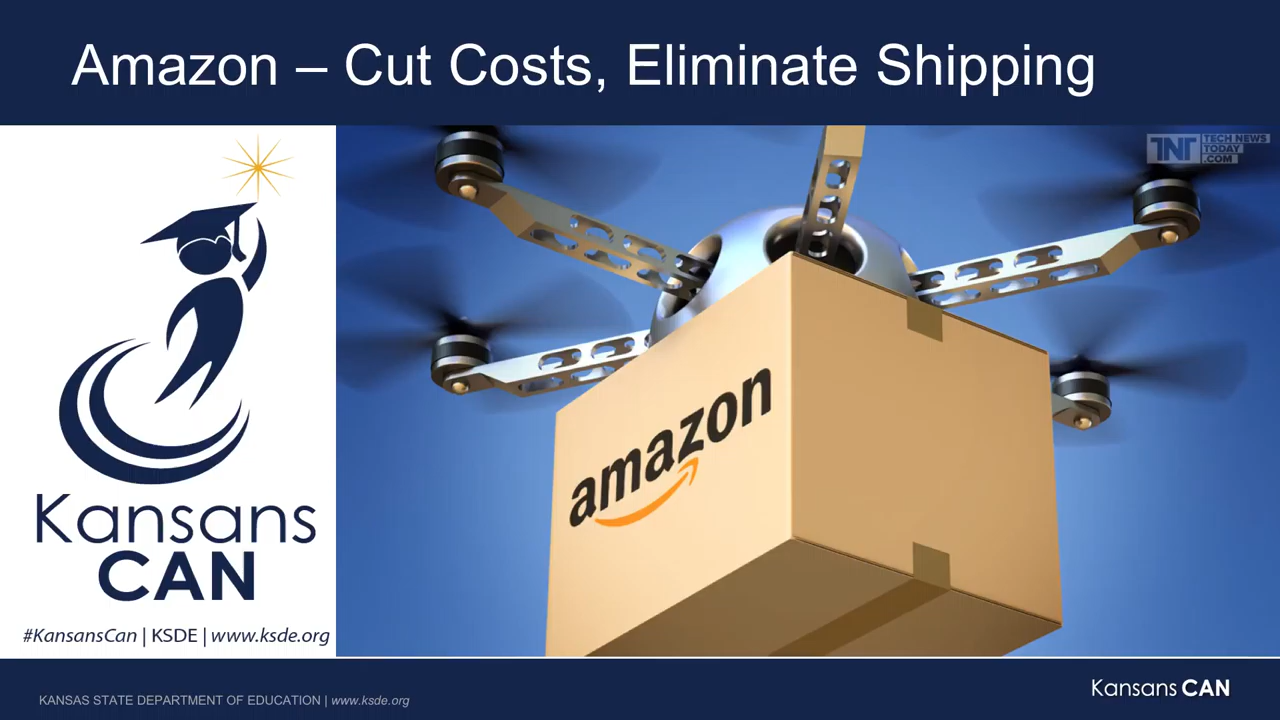 Amazon – Cut Costs, Eliminate Shipping
TNT TECH NEWS
TODAY
.COM
amazon
Kansans
CAN
#KansansCan | KSDE | www.ksde.org
KANSAS STATE DEPARTMENT OF EDUCATION | www.ksde.org
Kansans CAN